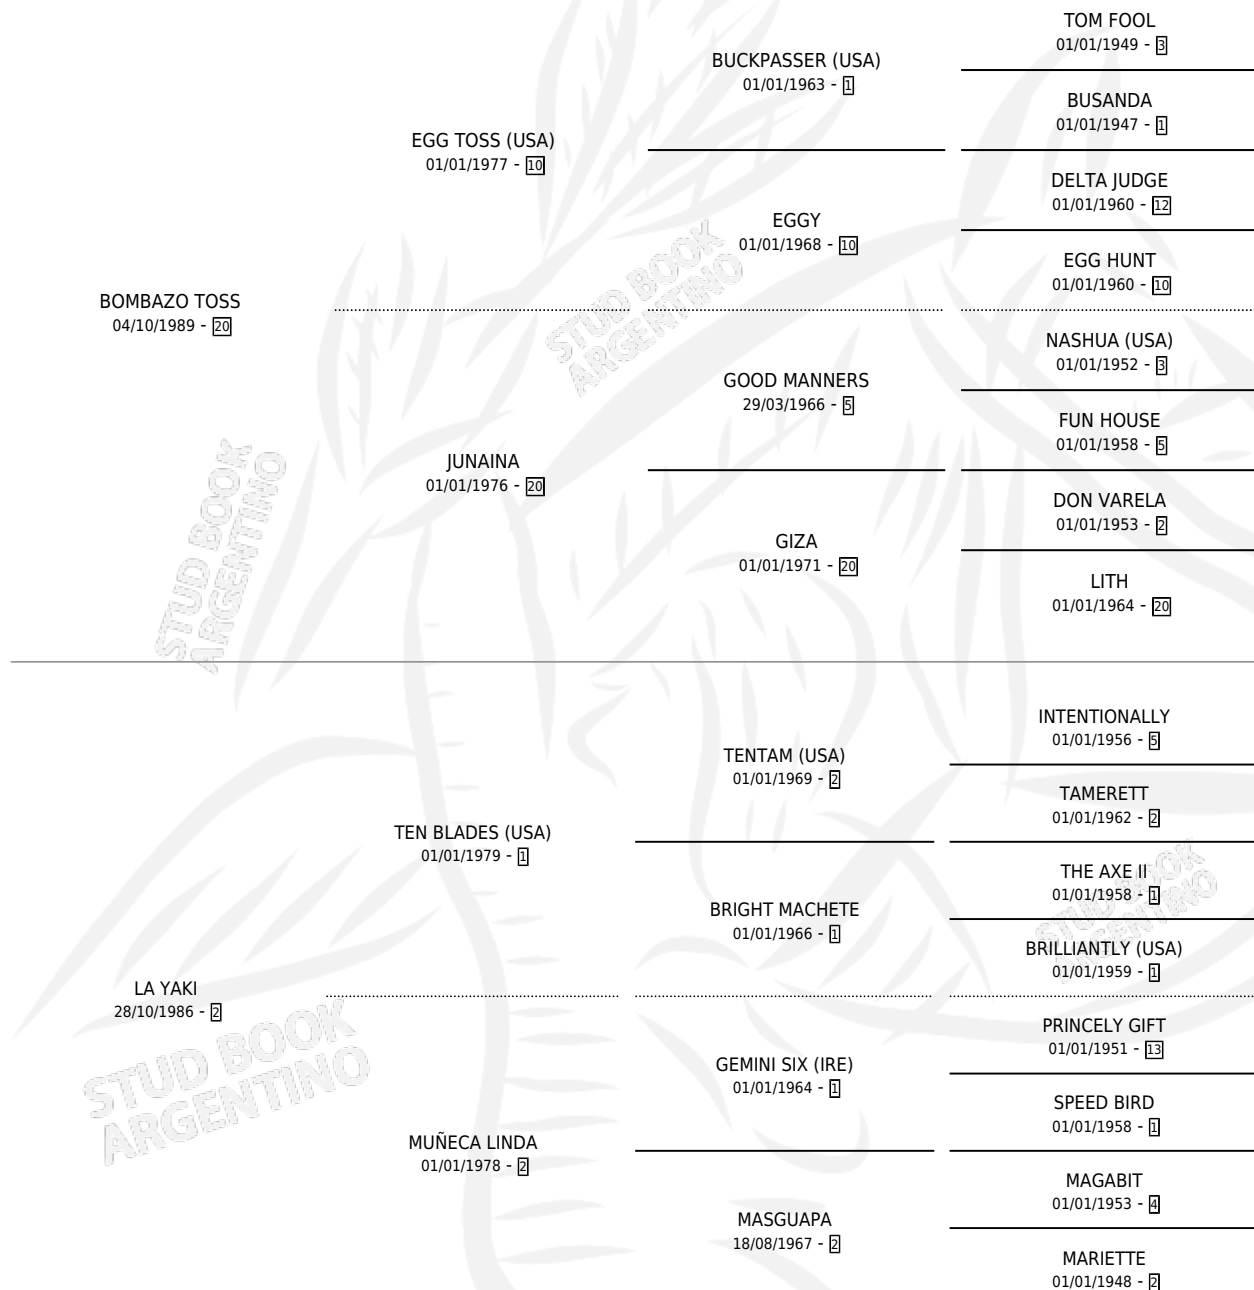 TOM FOOL
01/01/1949 - 3
BUCKPASSER (USA)
01/01/1963 - 1
BUSANDA
01/01/1947 - 1
EGG TOSS (USA)
01/01/1977 - 10
DELTA JUDGE
01/01/1960 - 12
EGGY
01/01/1968 - 10
EGG HUNT
01/01/1960 - 10
BOMBAZO TOSS
04/10/1989 - 20
NASHUA (USA)
01/01/1952 - 3
GOOD MANNERS
29/03/1966 - 5
FUN HOUSE
01/01/1958 - 5
JUNAINA
01/01/1976 - 20
DON VARELA
01/01/1953 - 2
GIZA
01/01/1971 - 20
LITH
01/01/1964 - 20
STUD BOOK
ARGENTINO
STUD BOOK
ARGENTINO
INTENTIONALLY
01/01/1956 - 5
TENTAM (USA)
01/01/1969 - 2
TAMERETT
01/01/1962 - 2
TEN BLADES (USA)
01/01/1979 - 1
THE AXE II
01/01/1958 - 1
BRIGHT MACHETE
01/01/1966 - 1
BRILLIANTLY (USA)
01/01/1959 - 1
LA YAKI
28/10/1986 - 2
PRINCELY GIFT
01/01/1951 - 13
GEMINI SIX (IRE)
01/01/1964 - 1
SPEED BIRD
01/01/1958 - 1
MUÑECA LINDA
01/01/1978 - 2
MAGABIT
01/01/1953 - 4
MASGUAPA
18/08/1967 - 2
MARIETTE
01/01/1948 - 2
STUD BOOK
ARGENTINO
STUD BOOK
ARGENTINO